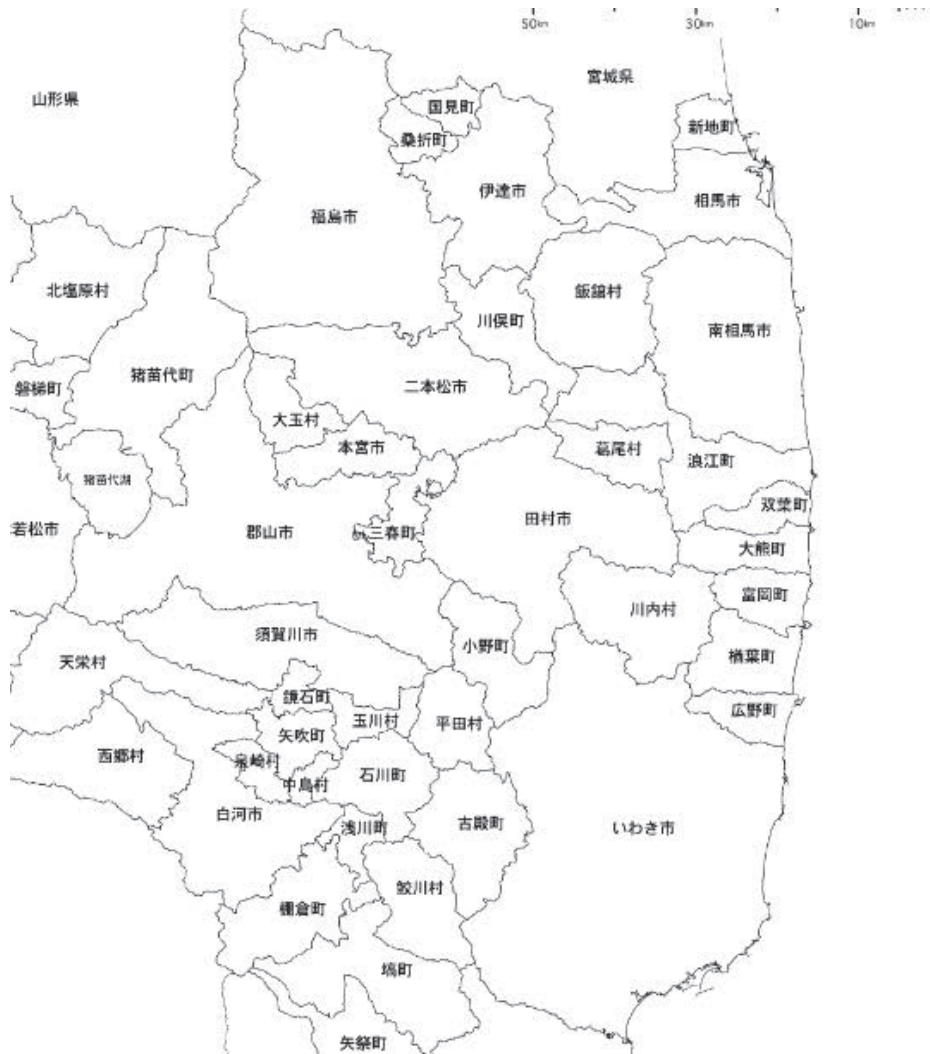 50km
30km
10km
宮城県
山形県
国見町
新地町
桑折町
伊達市
相馬市
福島市
北塩原村
飯舘村
川俣町
南相馬市
猪苗代町
二本松市
磐梯町
大玉村
本宮市
葛尾村
浪江町
猪苗代湖
双葉町
田村市
若松市
郡山市
三春町
大熊町
富岡町
川内村
須賀川市
小野町
楢葉町
天栄村
鏡石町
広野町
玉川村
平田村
矢吹町
西郷村
泉崎村
石川町
中島村
白河市
浅川町
古殿町
いわき市
鮫川村
棚倉町
塙町
矢祭町